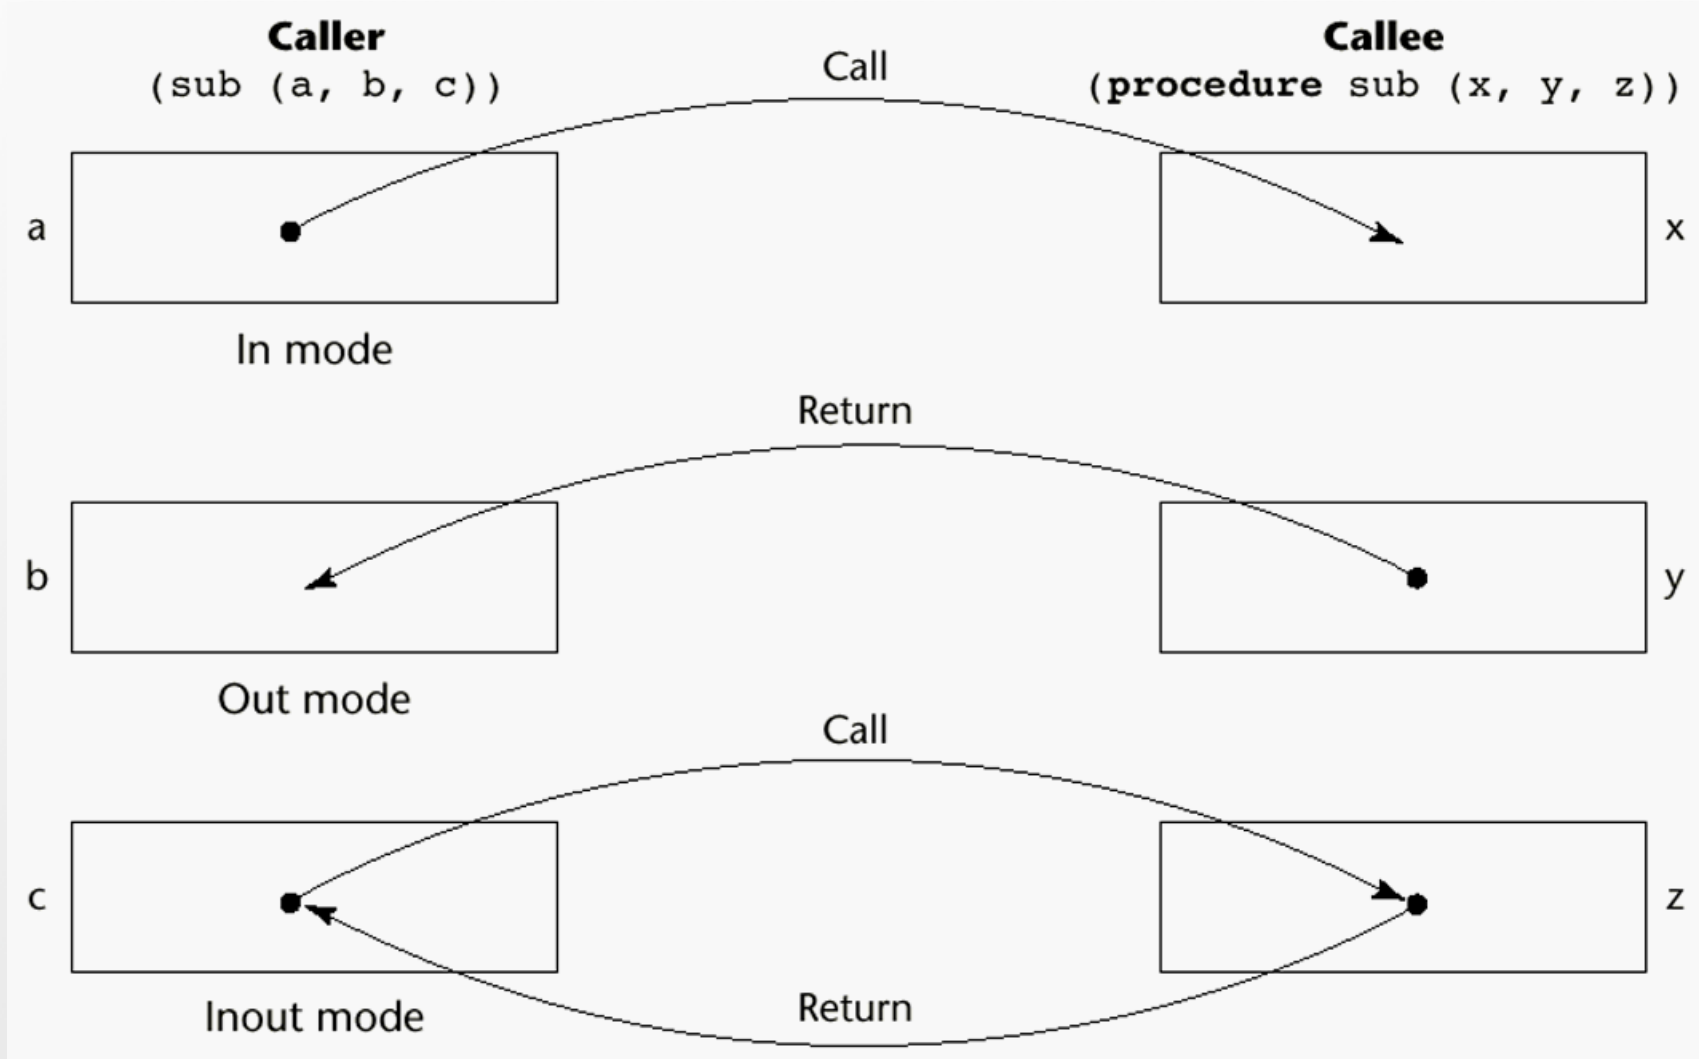 Caller
(sub (a, b, c))
Call
Callee
(procedure sub (x, y, z))
a
x
In mode
Return
b
y
Out mode
Call
c
z
Inout mode
Return